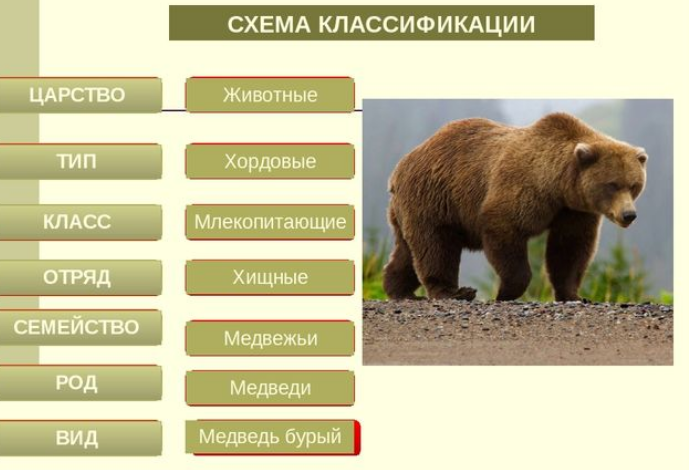 СХЕМА КЛАССИФИКАЦИИ
ЦАРСТВО Животные
ТИП Хордовые
КЛАСС Млекопитающие
ОТРЯД Хищные
СЕМЕЙСТВО Медвежьи
РОД Медведи
ВИД Медведь бурый